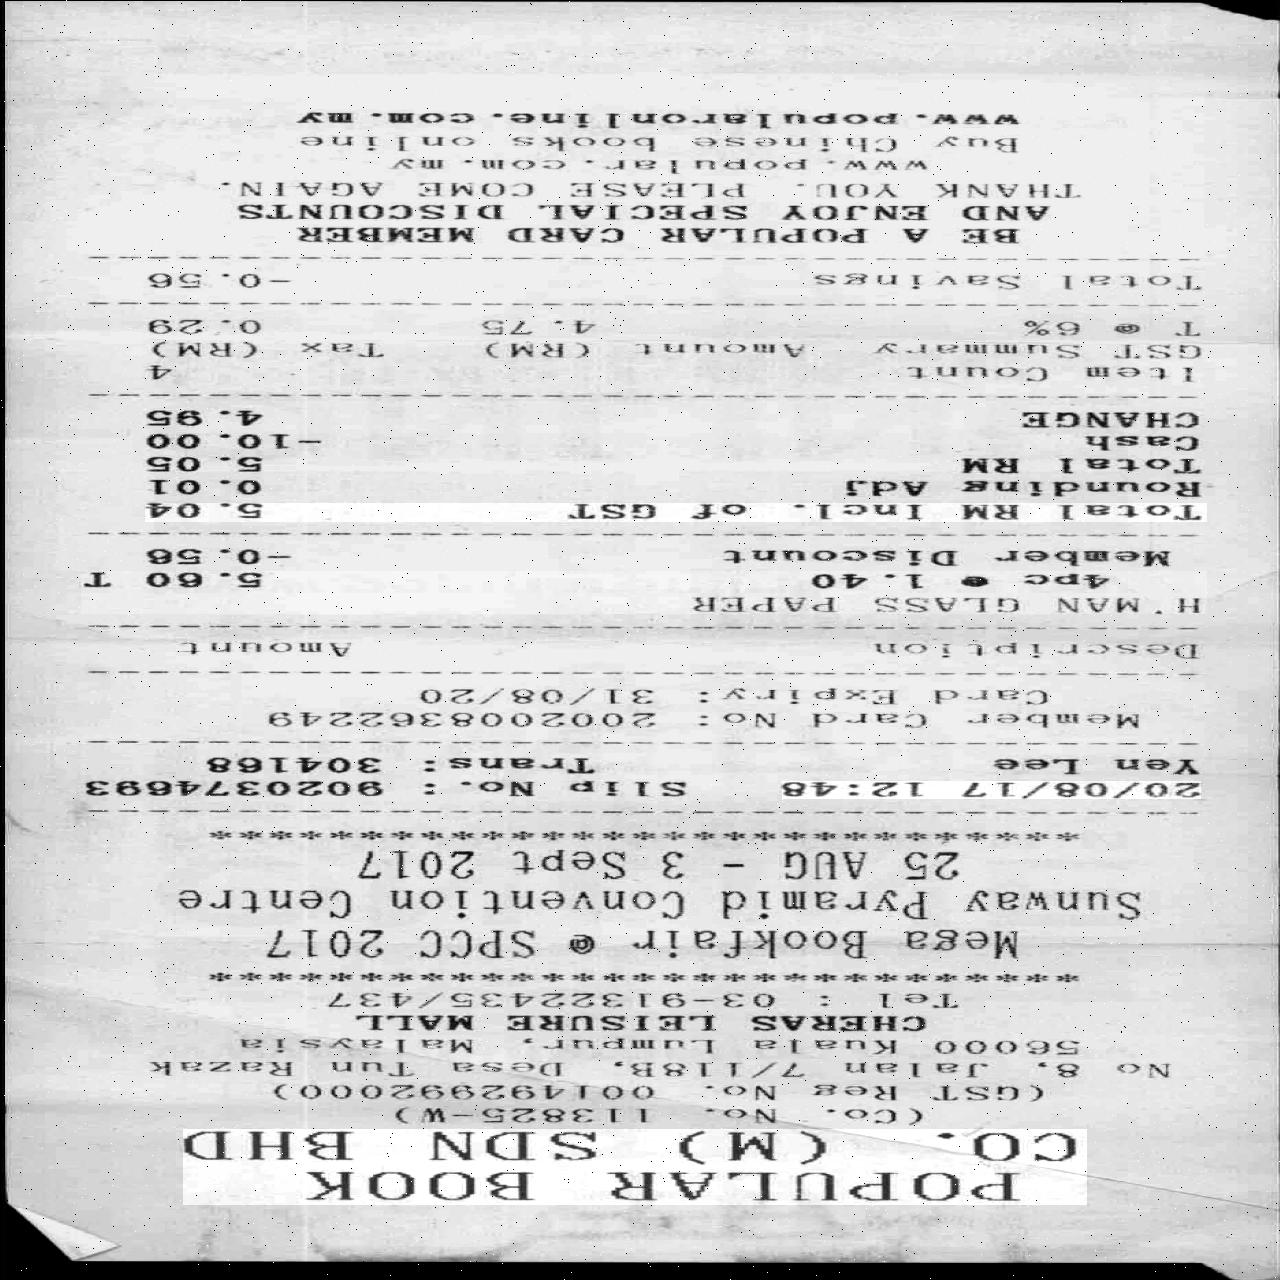 POPULAR BOOK
CO. (M) SDN BHD
(Co. No. 113825-W)
(GST Reg No. 001492992000)
No 8, Jalan 7/118B, Desa Tun Razak
56000 Kuala Lumpur, Malaysia
CHERAS LEISURE MALL
Tel : 03-91322435/437
*****************************
Mega Bookfair @ SPCC 2017
Sunway Pyramid Convention Centre
25 AUG - 3 Sept 2017
*****************************
20/08/17 12:48 Slip No.: 9020374693
Yen Lee Trans: 304168
Member Card No: 2002008362249
Card Expiry: 31/08/20
Description Amount
H'MAN GLASS PAPER
4pc @ 1.40 5.60 T
Member Discount -0.56
Total RM Incl. of GST 5.04
Rounding Adj 0.01
Total RM 5.05
Cash -10.00
CHANGE 4.95
Item Count 4
GST Summary Amount (RM) Tax (RM)
T @ 6% 4.75 0.29
Total Savings -0.56
BE A POPULAR CARD MEMBER
AND ENJOY SPECIAL DISCOUNTS
THANK YOU. PLEASE COME AGAIN.
www.popular.com.my
Buy Chinese books online
www.popularonline.com.my